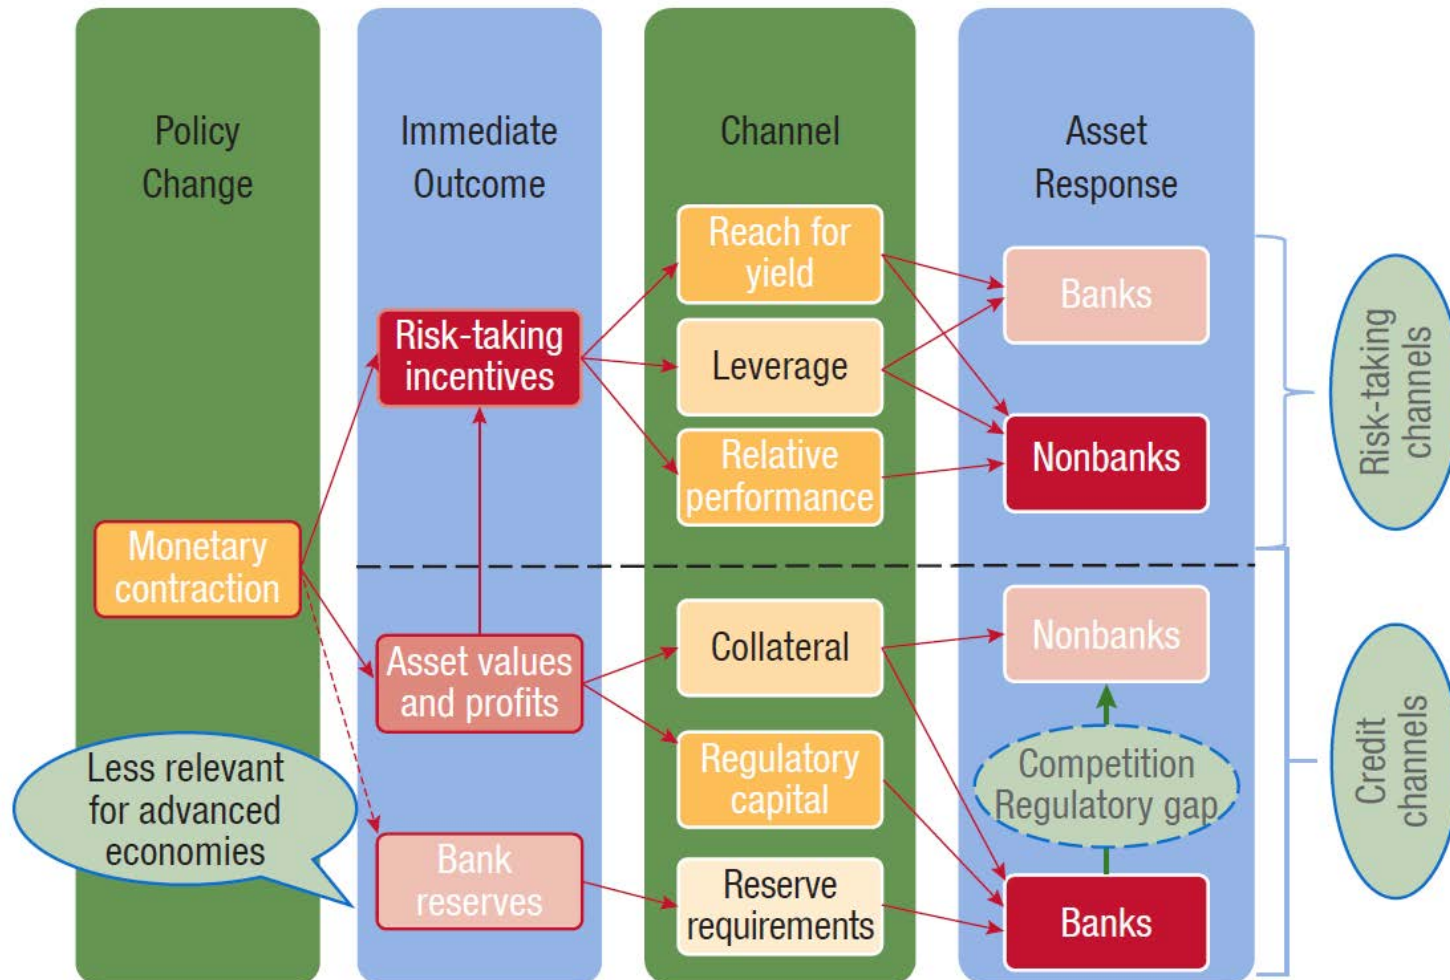 Policy
Change
Immediate
Outcome
Channel
Asset
Response
Monetary
contraction
Less relevant
for advanced
economies
Risk-taking
incentives
Asset values
and profits
Bank
reserves
Reach for
yield
Leverage
Relative
performance
Collateral
Regulatory
capital
Reserve
requirements
Banks
Nonbanks
Nonbanks
Competition
Regulatory gap
Banks
Risk-taking
channels
Credit
channels